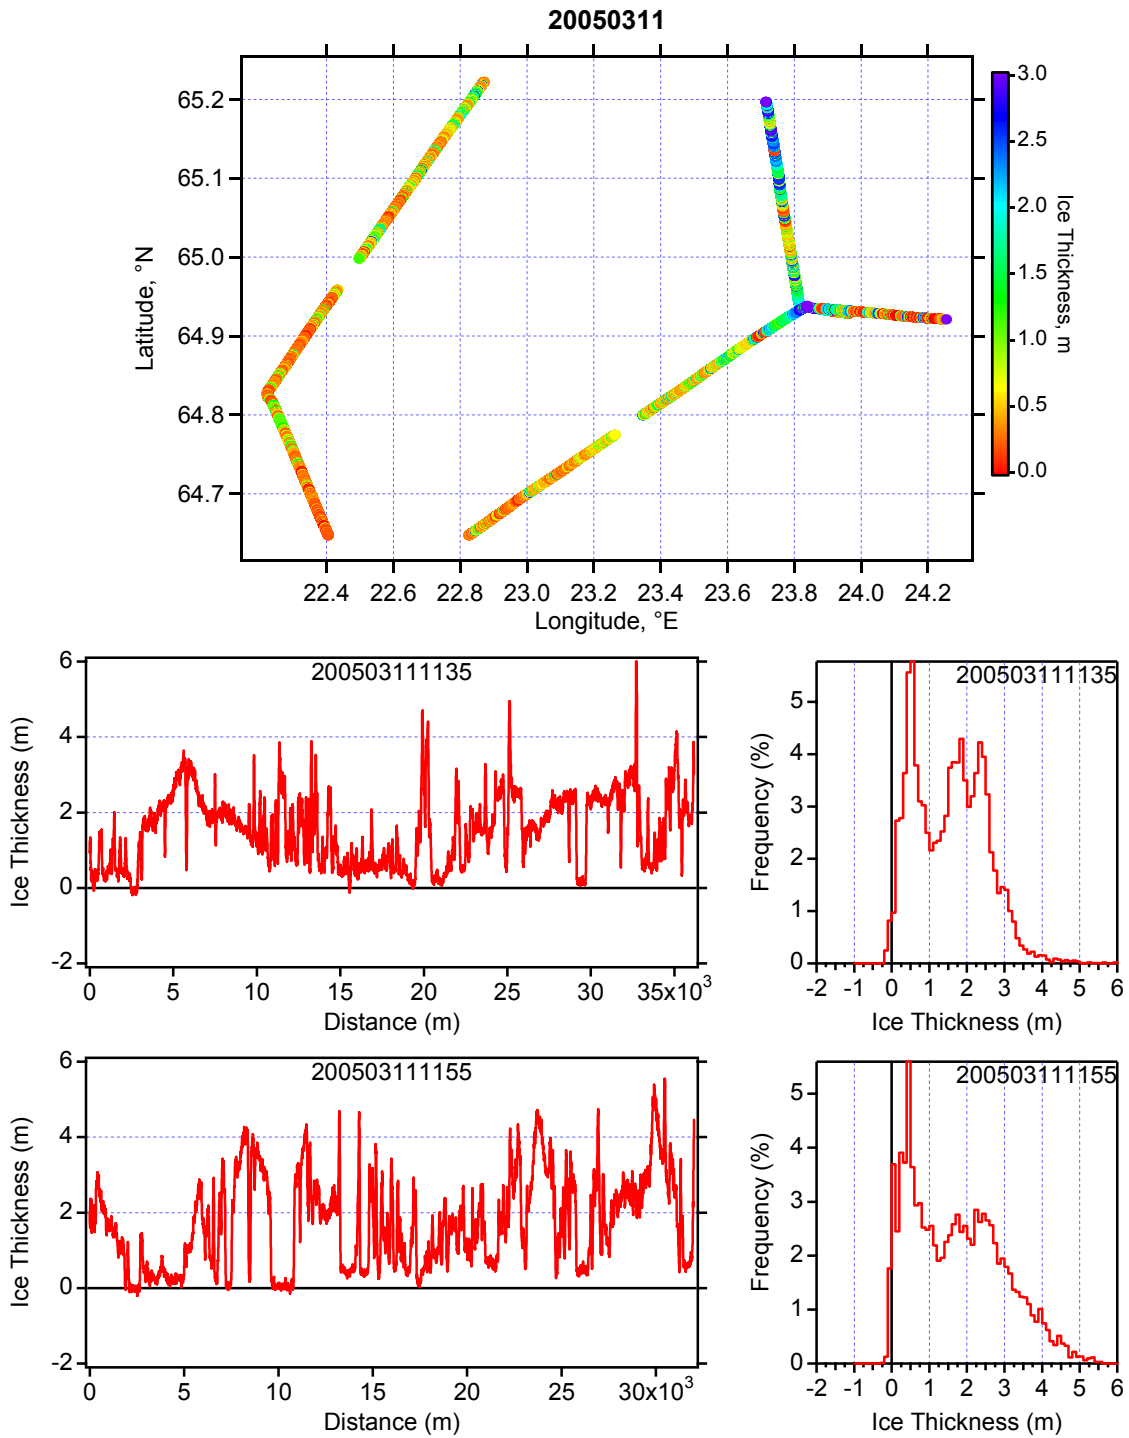 20050311
65.2
65.1
65.0
64.9
64.8
64.7
Latitude, °N
22.4 22.6 22.8 23.0 23.2 23.4 23.6 23.8 24.0 24.2
Longitude, °E
3.0
2.5
2.0
1.5
1.0
0.5
0.0
Ice Thickness, m
200503111135
6
4
2
0
-2
Ice Thickness (m)
0 5 10 15 20 25 30 35x10³
Distance (m)
200503111135
5
4
3
2
1
0
Frequency (%)
-2 -1 0 1 2 3 4 5 6
Ice Thickness (m)
200503111155
6
4
2
0
-2
Ice Thickness (m)
0 5 10 15 20 25 30x10³
Distance (m)
200503111155
5
4
3
2
1
0
Frequency (%)
-2 -1 0 1 2 3 4 5 6
Ice Thickness (m)